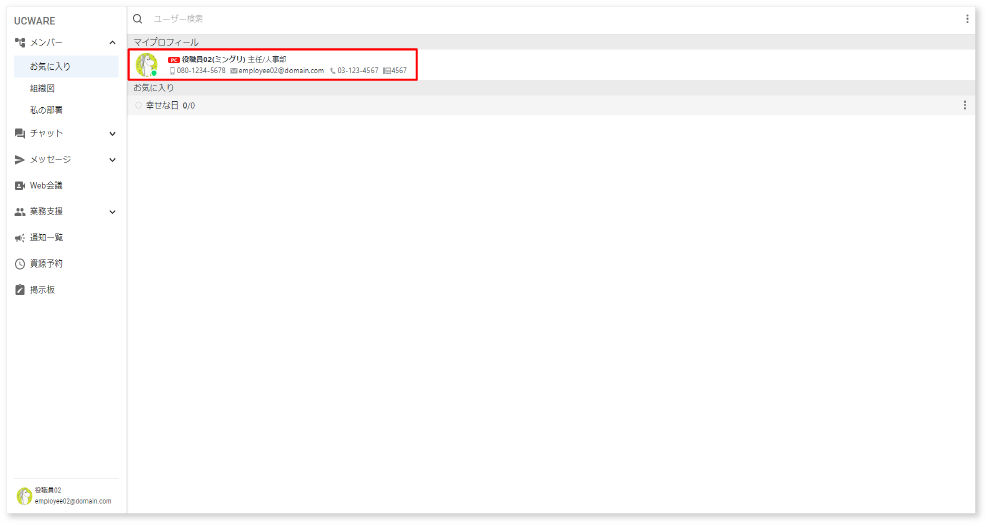 UCWARE
メンバー
お気に入り
組織図
私の部署
チャット
メッセージ
Web会議
業務支援
通知一覧
資源予約
掲示板
役職員02
employee02@domain.com
ユーザー検索
マイプロフィール
PC 役職員02(ミングリ) 主任/人事部
080-1234-5678 employee02@domain.com 03-123-4567 4567
お気に入り
幸せな日 0/0